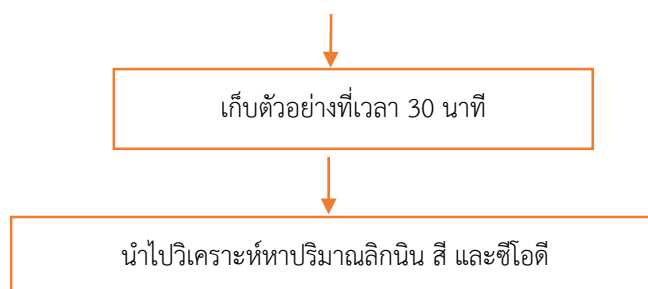 เก็บตัวอย่างที่เวลา 30 นาที
นำไปวิเคราะห์หาปริมาณลิกนิน สี และซีโอดี